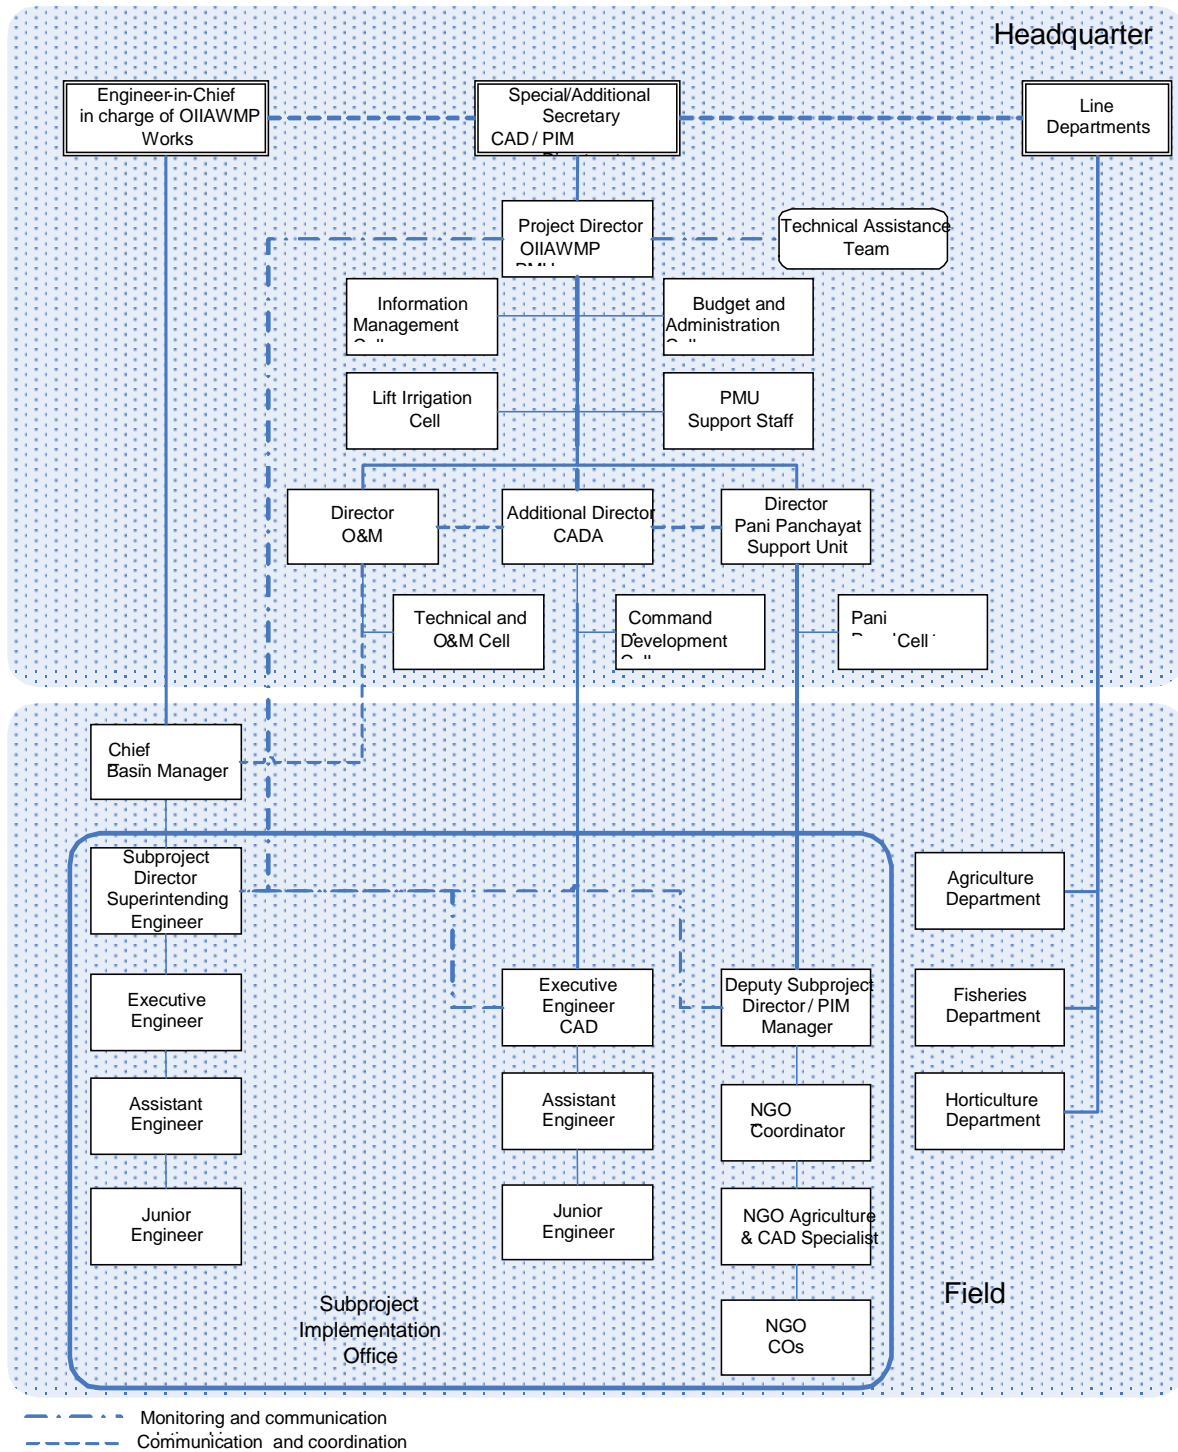 Headquarter
Engineer-in-Chief
in charge of OIIAWMP
Works
Special/Additional
Secretary
CAD / PIM
Line
Departments
Project Director
OIIAWMP
Technical Assistance
Team
Information
Management
Budget and
Administration
Lift Irrigation
Cell
PMU
Support Staff
Director
O&M
Additional Director
CADA
Director
Pani Panchayat
Support Unit
Technical and
O&M Cell
Command
Development
Pani
Cell
Chief
Basin Manager
Subproject
Director
Superintending
Engineer
Agriculture
Department
Executive
Engineer
Executive
Engineer
CAD
Deputy Subproject
Director / PIM
Manager
Fisheries
Department
Assistant
Engineer
Assistant
Engineer
NGO
Coordinator
Horticulture
Department
Junior
Engineer
Junior
Engineer
NGO Agriculture
& CAD Specialist
Field
Subproject
Implementation
Office
NGO
COs
Monitoring and communication
Communication and coordination